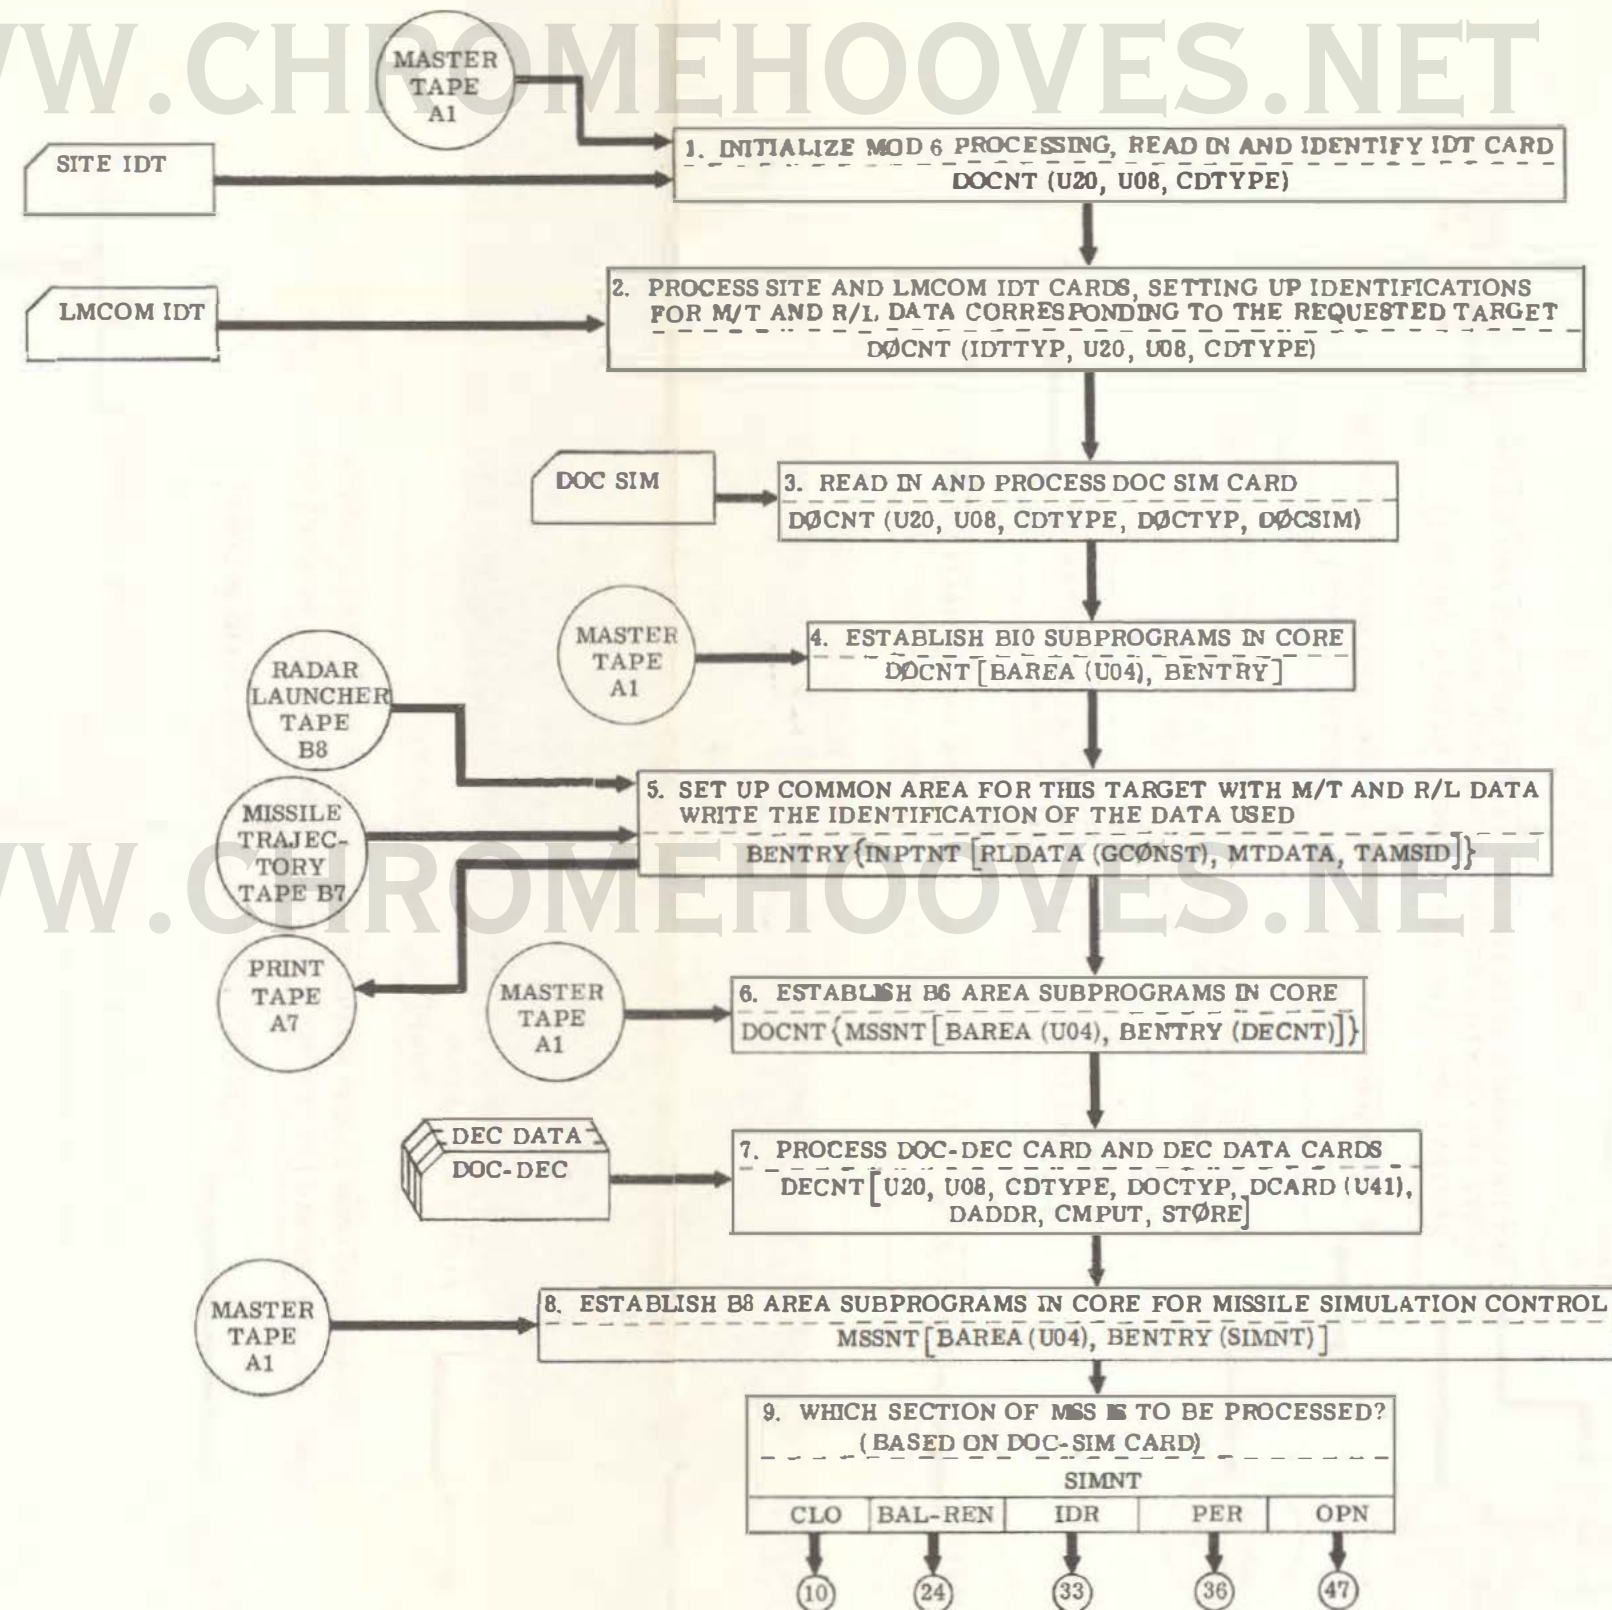 WW.CHROMEHOOVES.NET
MASTER
TAPE
A1
SITE IDT
1. INITIALIZE MOD 6 PROCESSING, READ IN AND IDENTIFY IDT CARD
DOCNT (U20, U08, CDTYPE)
LMCOM IDT
2. PROCESS SITE AND LMCOM IDT CARDS, SETTING UP IDENTIFICATIONS
FOR M/T AND R/L DATA CORRESPONDING TO THE REQUESTED TARGET
DØCNT (IDTTYP, U20, U08, CDTYPE)
DOC SIM
3. READ IN AND PROCESS DOC SIM CARD
DØCNT (U20, U08, CDTYPE, DØCTYP, DØCSIM)
MASTER
TAPE
A1
4. ESTABLISH BI0 SUBPROGRAMS IN CORE
DØCNT [BAREA (U04), BENTRY]
RADAR
LAUNCHER
TAPE
B8
5. SET UP COMMON AREA FOR THIS TARGET WITH M/T AND R/L DATA
WRITE THE IDENTIFICATION OF THE DATA USED
BENTRY {INPTNT [RLDATA (GCØNST), MTDATA, TAMSID]}
MISSILE
TRAJEC-
TORY
TAPE B7
WW.CHROMEHOOVES.NET
PRINT
TAPE
A7
MASTER
TAPE
A1
6. ESTABLISH B6 AREA SUBPROGRAMS IN CORE
DOCNT {MSSNT [BAREA (U04), BENTRY (DECNT)]}
DEC DATA
DOC-DEC
7. PROCESS DOC-DEC CARD AND DEC DATA CARDS
DECNT [U20, U08, CDTYPE, DOCTYP, DCARD (U41),
DADDR, CMPUT, STØRE]
MASTER
TAPE
A1
8. ESTABLISH B8 AREA SUBPROGRAMS IN CORE FOR MISSILE SIMULATION CONTROL
MSSNT [BAREA (U04), BENTRY (SIMNT)]
9. WHICH SECTION OF MSS IS TO BE PROCESSED?
(BASED ON DOC-SIM CARD)
SIMNT
CLO BAL-REN IDR PER OPN
10 24 33 36 47